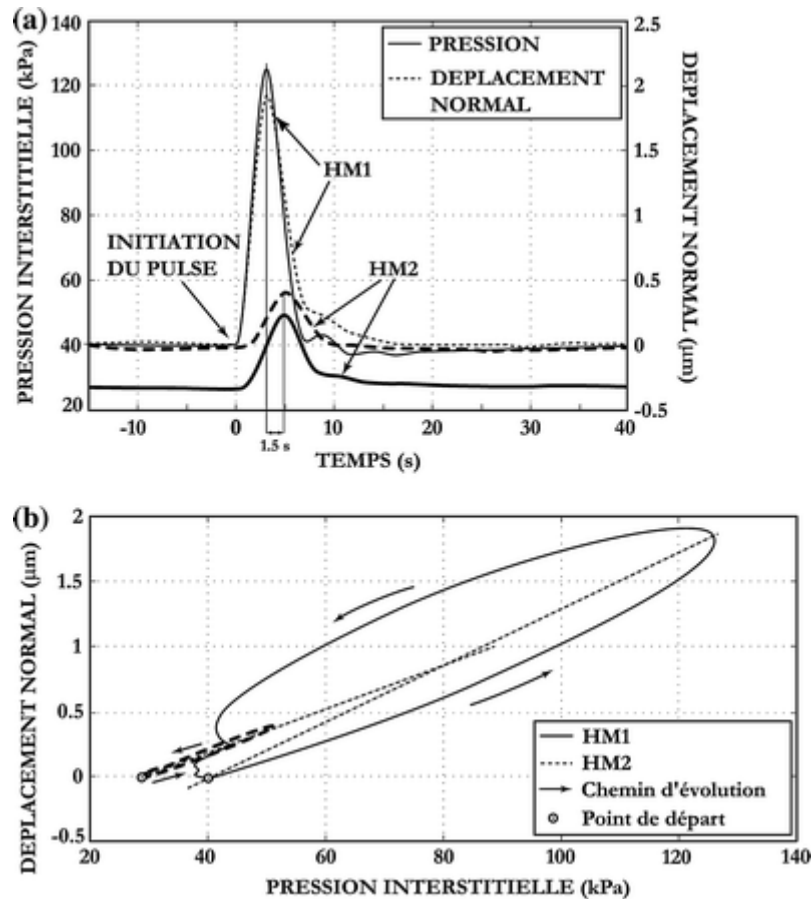 (a)
140
120
100
80
60
40
20
PRESSION INTERSTITIELLE (kPa)
2.5
2
1.5
1
0.5
0
-0.5
DEPLACEMENT NORMAL (µm)
PRESSION
DEPLACEMENT
NORMAL
HM1
INITIATION
DU PULSE
HM2
-10
0
10
20
30
40
1.5 s
TEMPS (s)
(b)
2
1.5
1
0.5
0
-0.5
DEPLACEMENT NORMAL (µm)
HM1
HM2
Chemin d'évolution
Point de départ
20
40
60
80
100
120
140
PRESSION INTERSTITIELLE (kPa)